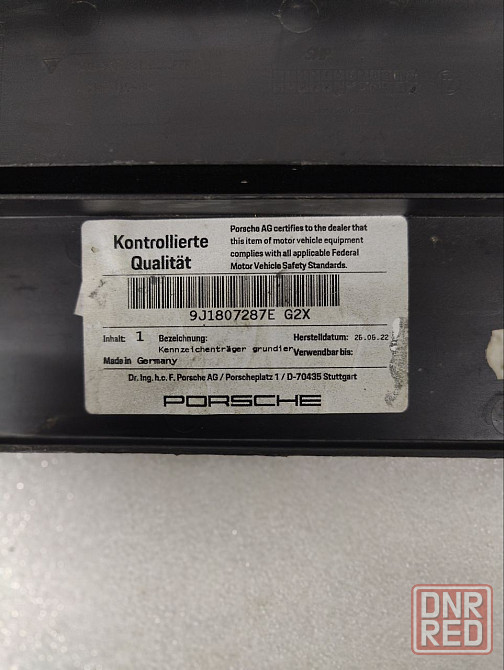 Kontrollierte
Qualität
Porsche AG certifies to the dealer that
this item of motor vehicle equipment
complies with all applicable Federal
Motor Vehicle Safety Standards.
9J1807287E G2X
Inhalt: 1 Bezeichnung: Herstelldatum: 26.06.22
Kennzeichenträger grundier Verwendbar bis:
Made in Germany
Dr. Ing. h.c. F. Porsche AG / Porscheplatz 1 / D-70435 Stuttgart
PORSCHE
DNR
RED